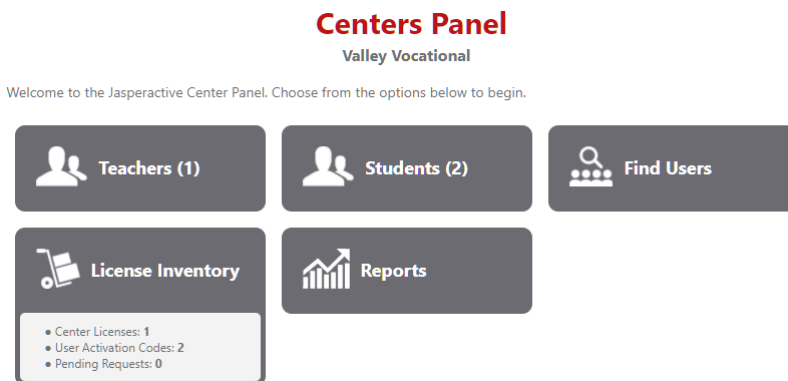 Centers Panel
Valley Vocational
Welcome to the Jasperactive Center Panel. Choose from the options below to begin.
Teachers (1)
Students (2)
Find Users
License Inventory
Reports
• Center Licenses: 1
• User Activation Codes: 2
• Pending Requests: 0